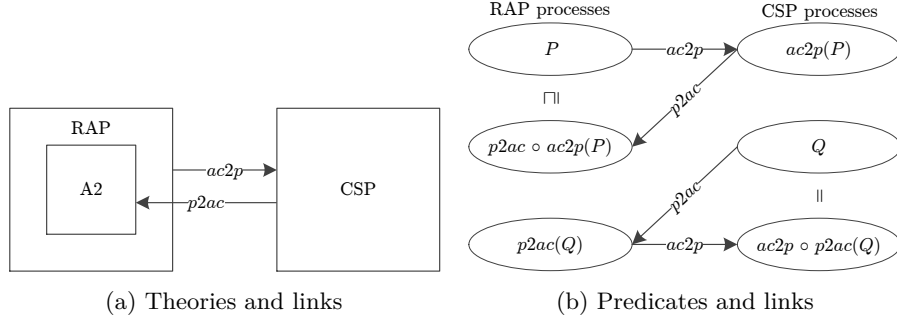 RAP processes CSP processes
P ac2p ac2p(P)
⊓=
p2ac
RAP
p2ac ∘ ac2p(P) Q
ac2p
A2 CSP
p2ac
=
p2ac
p2ac(Q) ac2p ac2p ∘ p2ac(Q)
(a) Theories and links (b) Predicates and links